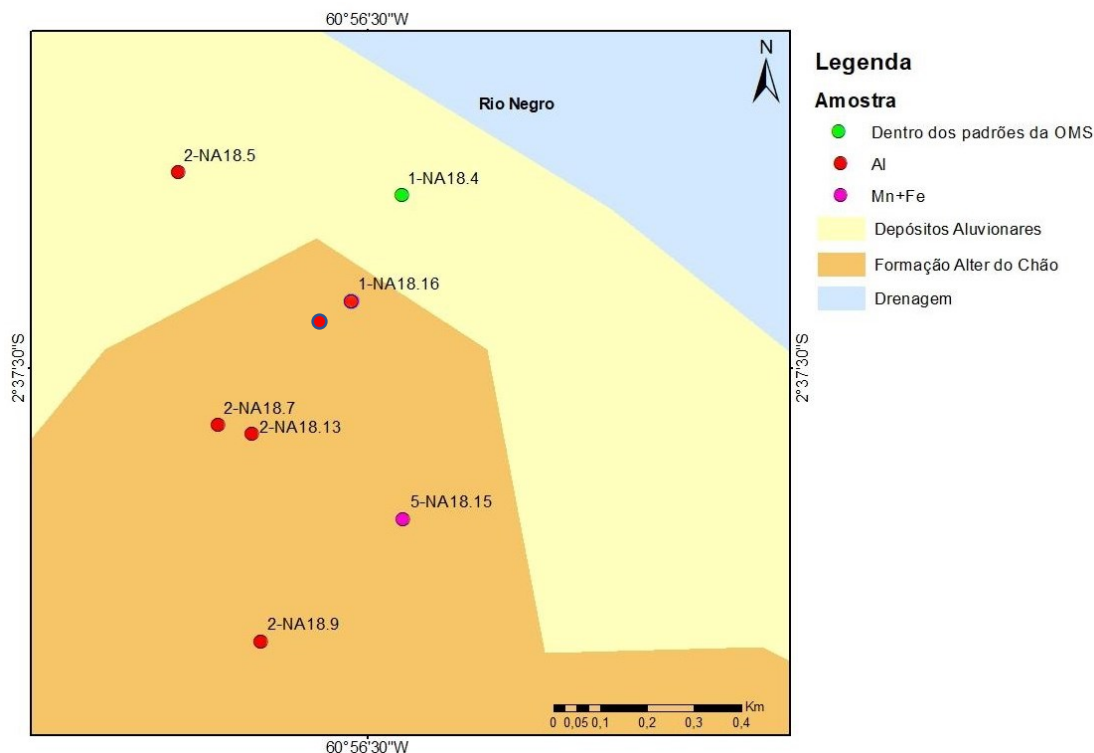 60°56'30"W
N
Rio Negro
2-NA18.5
1-NA18.4
1-NA18.16
2°37'30"S
2°37'30"S
2-NA18.7
2-NA18.13
5-NA18.15
2-NA18.9
Km
0 0,05 0,1 0,2 0,3 0,4
60°56'30"W
Legenda
Amostra
Dentro dos padrões da OMS
Al
Mn+Fe
Depósitos Aluvionares
Formação Alter do Chão
Drenagem